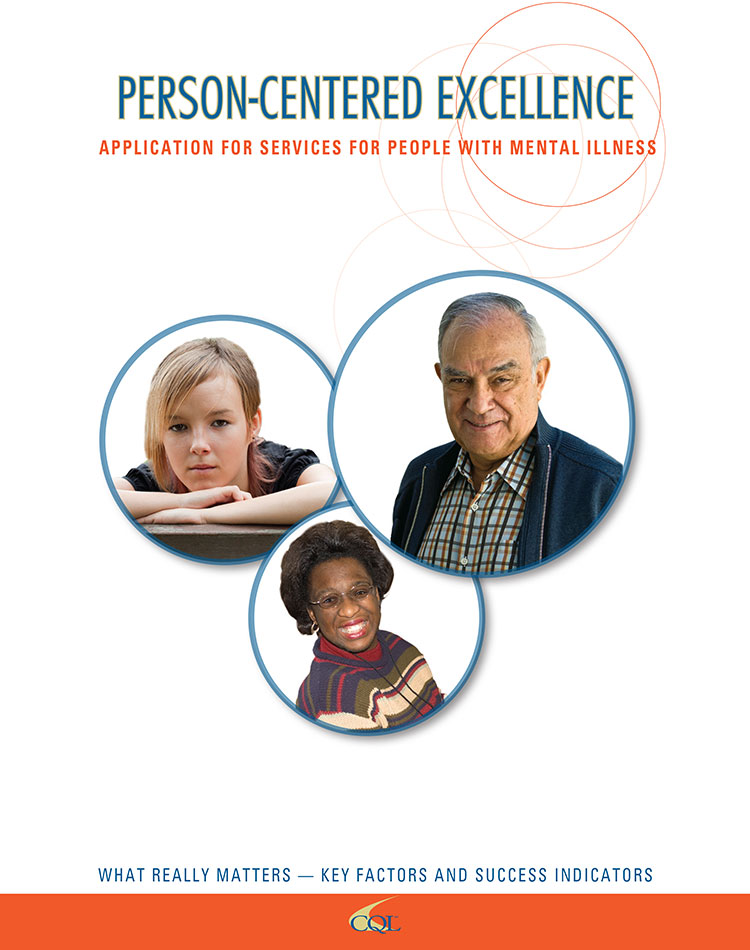 PERSON-CENTERED EXCELLENCE
APPLICATION FOR SERVICES FOR PEOPLE WITH MENTAL ILLNESS
WHAT REALLY MATTERS — KEY FACTORS AND SUCCESS INDICATORS
CQL